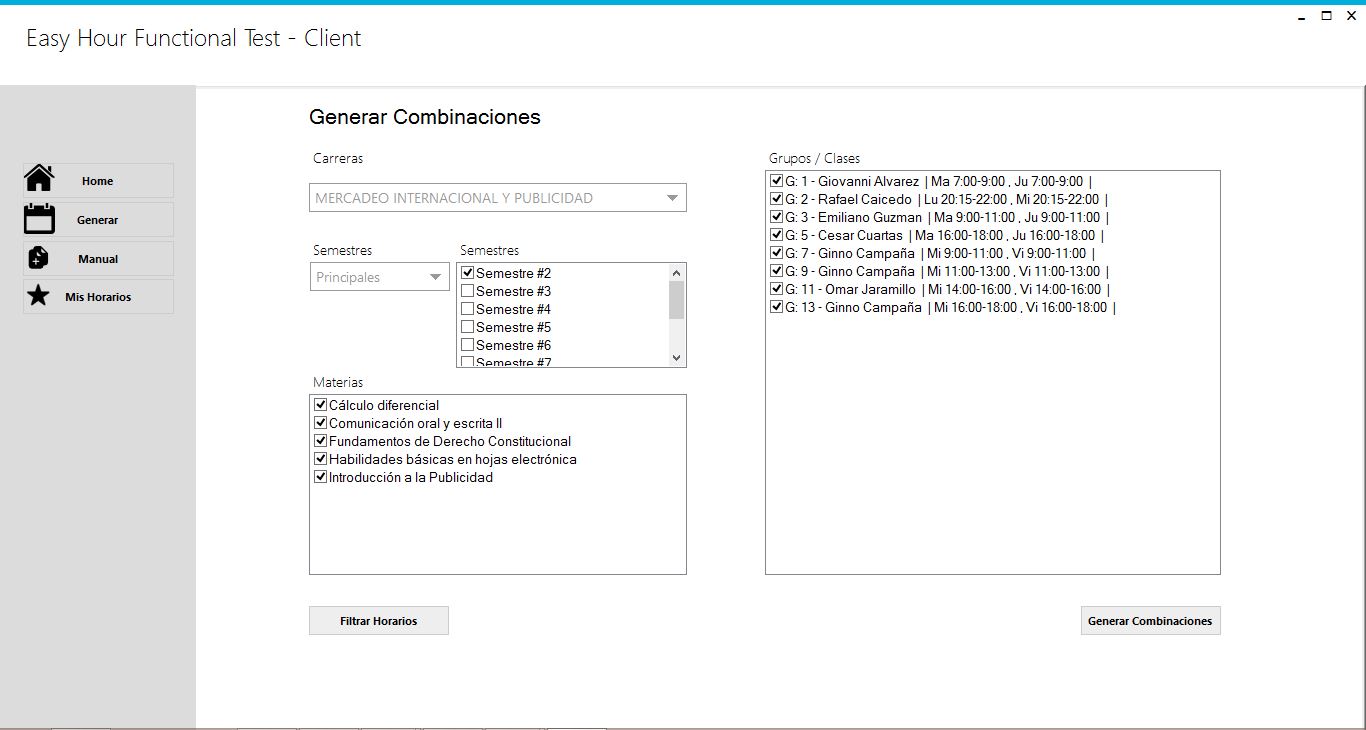 Easy Hour Functional Test - Client
Home
Generar
Manual
Mis Horarios
Generar Combinaciones
Carreras
MERCADEO INTERNACIONAL Y PUBLICIDAD
Semestres
Principales
Semestres
Semestre #2
Semestre #3
Semestre #4
Semestre #5
Semestre #6
Semestre #7
Materias
Cálculo diferencial
Comunicación oral y escrita II
Fundamentos de Derecho Constitucional
Habilidades básicas en hojas electrónica
Introducción a la Publicidad
Filtrar Horarios
Grupos / Clases
G: 1 - Giovanni Alvarez | Ma 7:00-9:00 , Ju 7:00-9:00 |
G: 2 - Rafael Caicedo | Lu 20:15-22:00 , Mi 20:15-22:00 |
G: 3 - Emiliano Guzman | Ma 9:00-11:00 , Ju 9:00-11:00 |
G: 5 - Cesar Cuartas | Ma 16:00-18:00 , Ju 16:00-18:00 |
G: 7 - Ginno Campaña | Mi 9:00-11:00 , Vi 9:00-11:00 |
G: 9 - Ginno Campaña | Mi 11:00-13:00 , Vi 11:00-13:00 |
G: 11 - Omar Jaramillo | Mi 14:00-16:00 , Vi 14:00-16:00 |
G: 13 - Ginno Campaña | Mi 16:00-18:00 , Vi 16:00-18:00 |
Generar Combinaciones